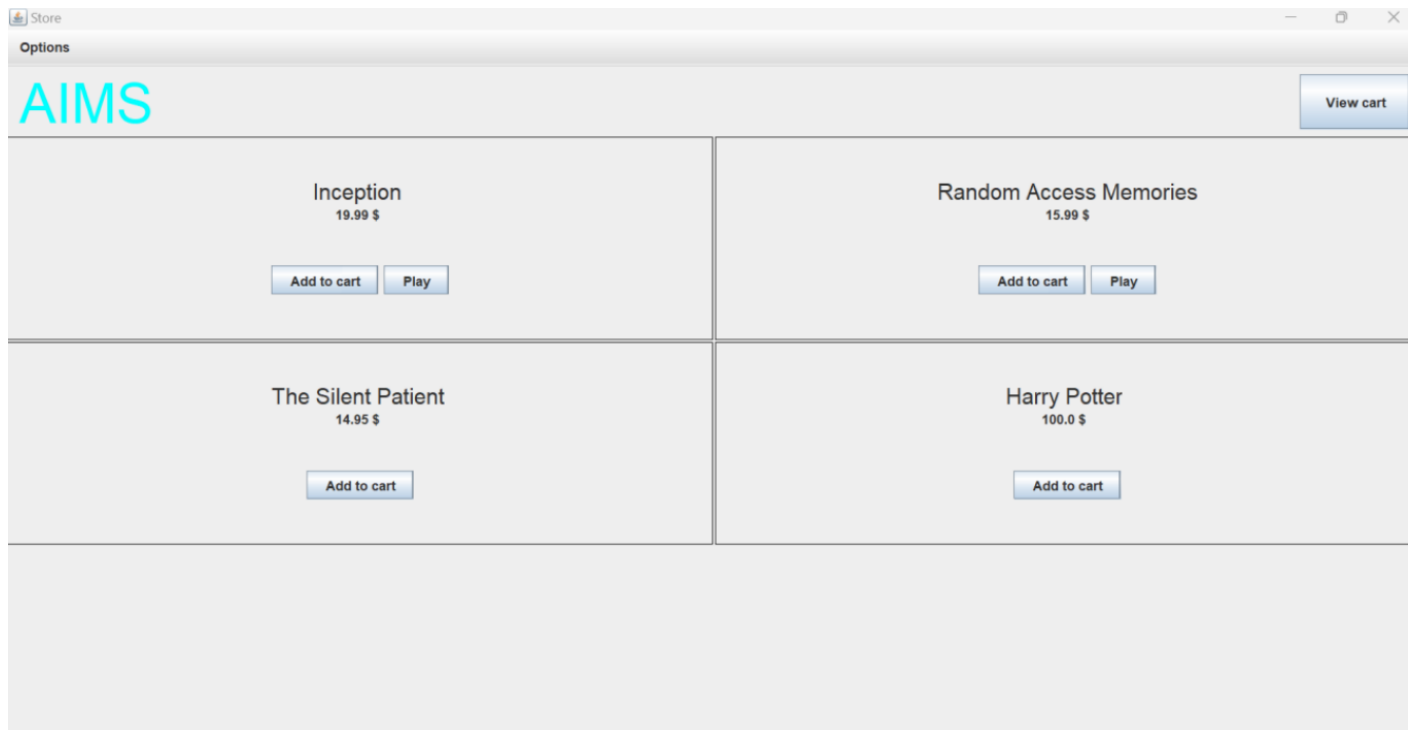 Store
Options
AIMS
View cart
Inception
19.99 $
Add to cart Play
Random Access Memories
15.99 $
Add to cart Play
The Silent Patient
14.95 $
Add to cart
Harry Potter
100.0 $
Add to cart